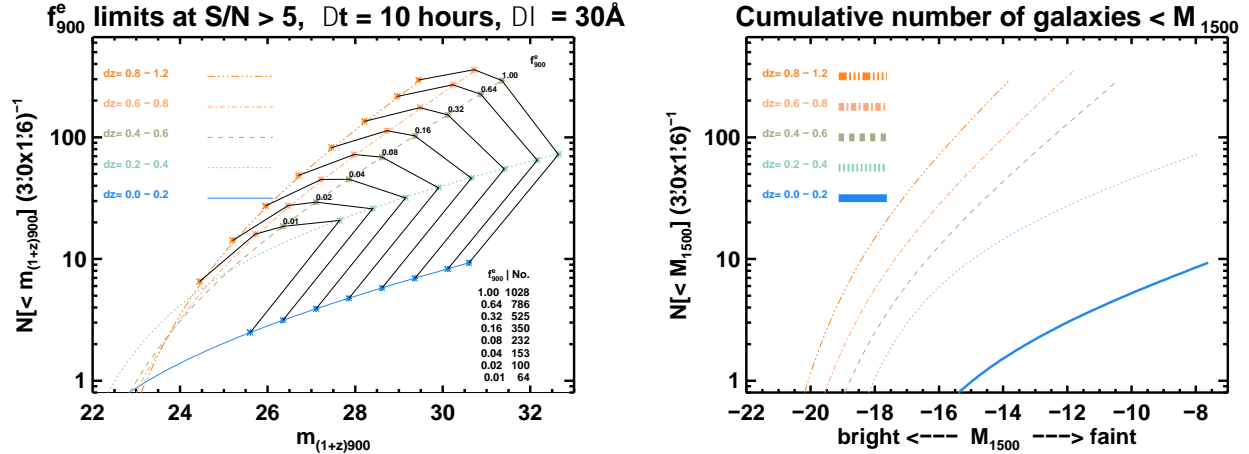 f^e_900 limits at S/N > 5, Dt = 10 hours, Dl = 30Å
N[< m_(1+z)900] (3.'0x1.'6)^−1
100
10
1
dz= 0.8 − 1.2
dz= 0.6 − 0.8
dz= 0.4 − 0.6
dz= 0.2 − 0.4
dz= 0.0 − 0.2
f^e_900
1.00
0.64
0.32
0.16
0.08
0.04
0.02
0.01
f^e_900 | No.
1.00 1028
0.64 786
0.32 525
0.16 350
0.08 232
0.04 153
0.02 100
0.01 64
22 24 26 28 30 32
m_(1+z)900
Cumulative number of galaxies < M_1500
N[< M_1500] (3.'0x1.'6)^−1
100
10
1
dz= 0.8 − 1.2
dz= 0.6 − 0.8
dz= 0.4 − 0.6
dz= 0.2 − 0.4
dz= 0.0 − 0.2
−22 −20 −18 −16 −14 −12 −10 −8 −6
bright <−−− M_1500 −−−> faint